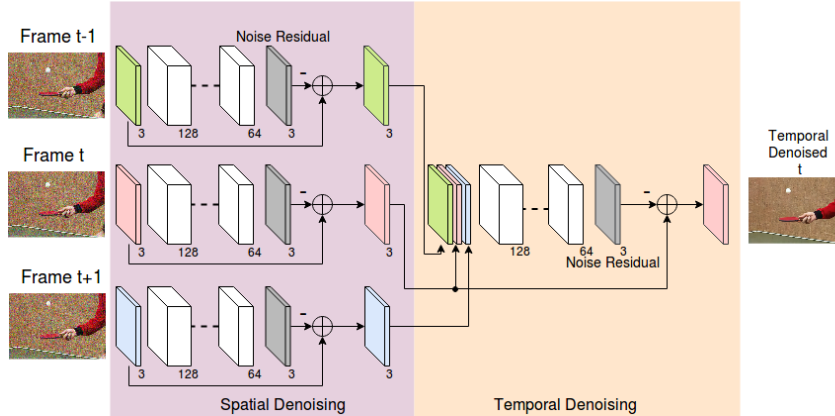 Frame t-1
Noise Residual
-
3
128
64
3
3
Frame t
-
3
128
64
3
3
Frame t+1
-
3
128
64
3
3
Spatial Denoising
-
128
64
3
Noise Residual
Temporal Denoising
Temporal
Denoised
t